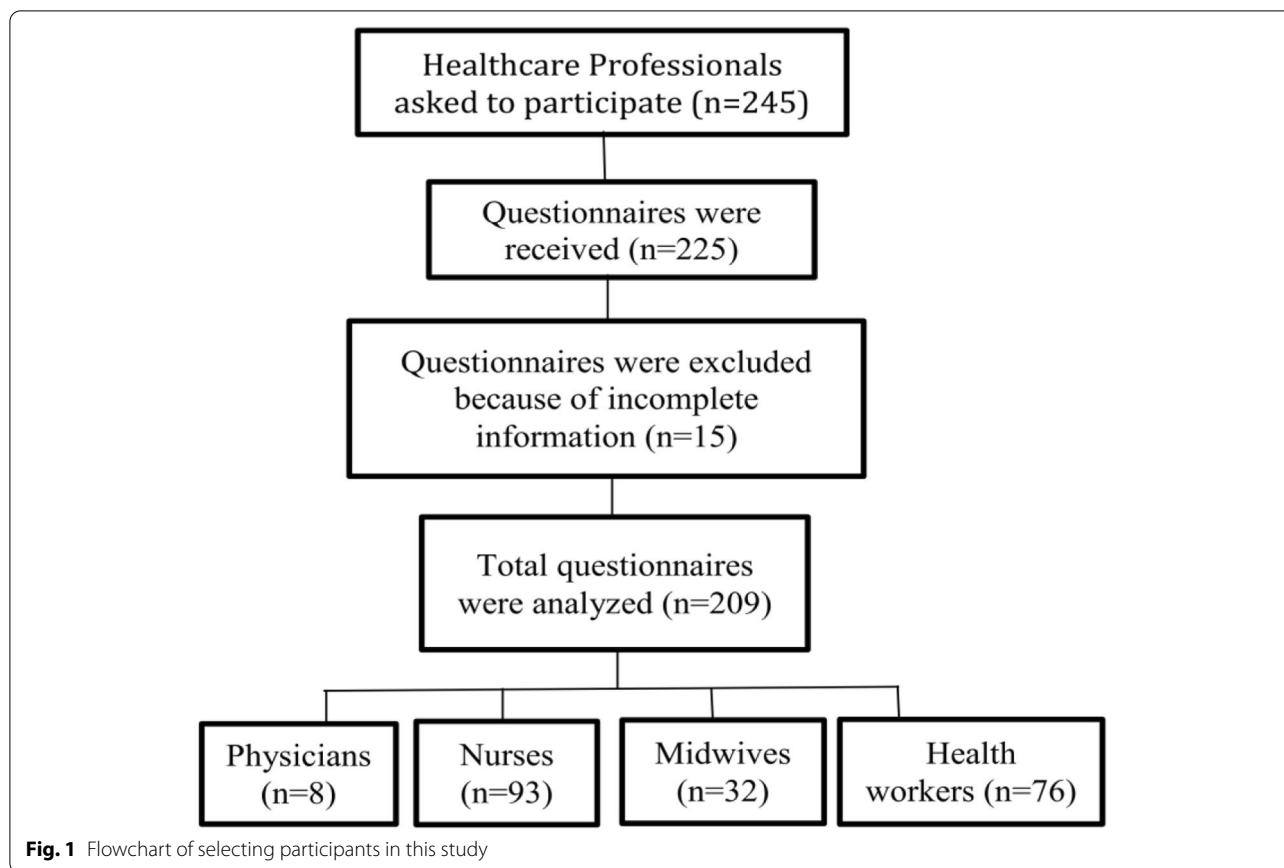 Healthcare Professionals
asked to participate (n=245)
Questionnaires were
received (n=225)
Questionnaires were excluded
because of incomplete
information (n=15)
Total questionnaires
were analyzed (n=209)
Physicians
(n=8)
Nurses
(n=93)
Midwives
(n=32)
Health
workers (n=76)
Fig. 1 Flowchart of selecting participants in this study